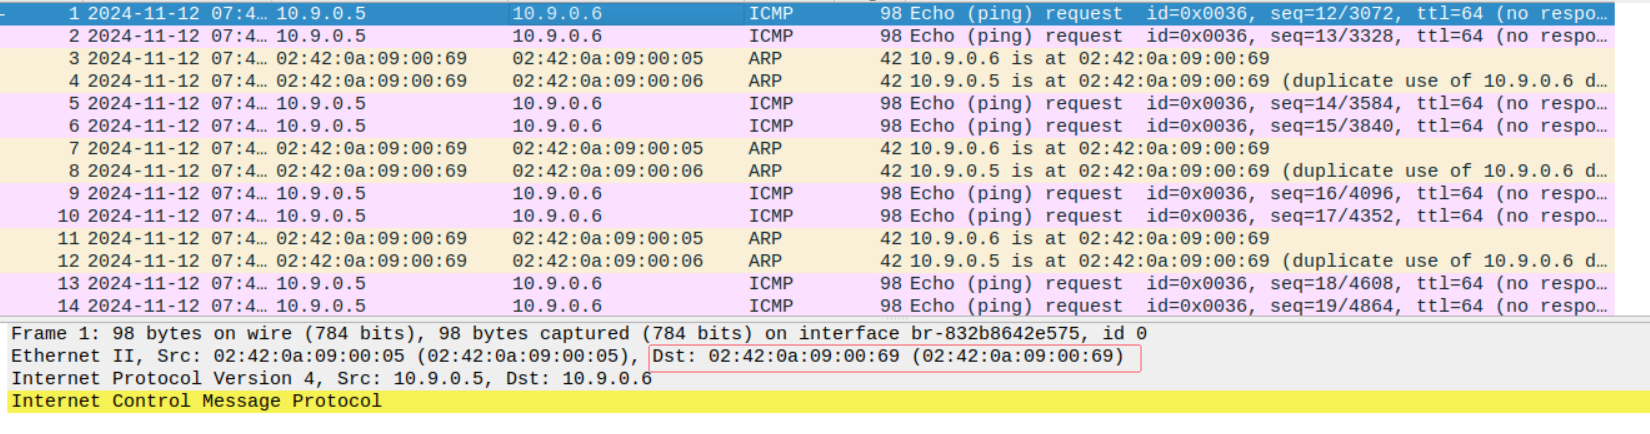 1 2024-11-12 07:4… 10.9.0.5 10.9.0.6 ICMP 98 Echo (ping) request id=0x0036, seq=12/3072, ttl=64 (no respo…
2 2024-11-12 07:4… 10.9.0.5 10.9.0.6 ICMP 98 Echo (ping) request id=0x0036, seq=13/3328, ttl=64 (no respo…
3 2024-11-12 07:4… 02:42:0a:09:00:69 02:42:0a:09:00:05 ARP 42 10.9.0.6 is at 02:42:0a:09:00:69
4 2024-11-12 07:4… 02:42:0a:09:00:69 02:42:0a:09:00:06 ARP 42 10.9.0.5 is at 02:42:0a:09:00:69 (duplicate use of 10.9.0.6 d…
5 2024-11-12 07:4… 10.9.0.5 10.9.0.6 ICMP 98 Echo (ping) request id=0x0036, seq=14/3584, ttl=64 (no respo…
6 2024-11-12 07:4… 10.9.0.5 10.9.0.6 ICMP 98 Echo (ping) request id=0x0036, seq=15/3840, ttl=64 (no respo…
7 2024-11-12 07:4… 02:42:0a:09:00:69 02:42:0a:09:00:05 ARP 42 10.9.0.6 is at 02:42:0a:09:00:69
8 2024-11-12 07:4… 02:42:0a:09:00:69 02:42:0a:09:00:06 ARP 42 10.9.0.5 is at 02:42:0a:09:00:69 (duplicate use of 10.9.0.6 d…
9 2024-11-12 07:4… 10.9.0.5 10.9.0.6 ICMP 98 Echo (ping) request id=0x0036, seq=16/4096, ttl=64 (no respo…
10 2024-11-12 07:4… 10.9.0.5 10.9.0.6 ICMP 98 Echo (ping) request id=0x0036, seq=17/4352, ttl=64 (no respo…
11 2024-11-12 07:4… 02:42:0a:09:00:69 02:42:0a:09:00:05 ARP 42 10.9.0.6 is at 02:42:0a:09:00:69
12 2024-11-12 07:4… 02:42:0a:09:00:69 02:42:0a:09:00:06 ARP 42 10.9.0.5 is at 02:42:0a:09:00:69 (duplicate use of 10.9.0.6 d…
13 2024-11-12 07:4… 10.9.0.5 10.9.0.6 ICMP 98 Echo (ping) request id=0x0036, seq=18/4608, ttl=64 (no respo…
14 2024-11-12 07:4… 10.9.0.5 10.9.0.6 ICMP 98 Echo (ping) request id=0x0036, seq=19/4864, ttl=64 (no respo…
Frame 1: 98 bytes on wire (784 bits), 98 bytes captured (784 bits) on interface br-832b8642e575, id 0
Ethernet II, Src: 02:42:0a:09:00:05 (02:42:0a:09:00:05), Dst: 02:42:0a:09:00:69 (02:42:0a:09:00:69)
Internet Protocol Version 4, Src: 10.9.0.5, Dst: 10.9.0.6
Internet Control Message Protocol